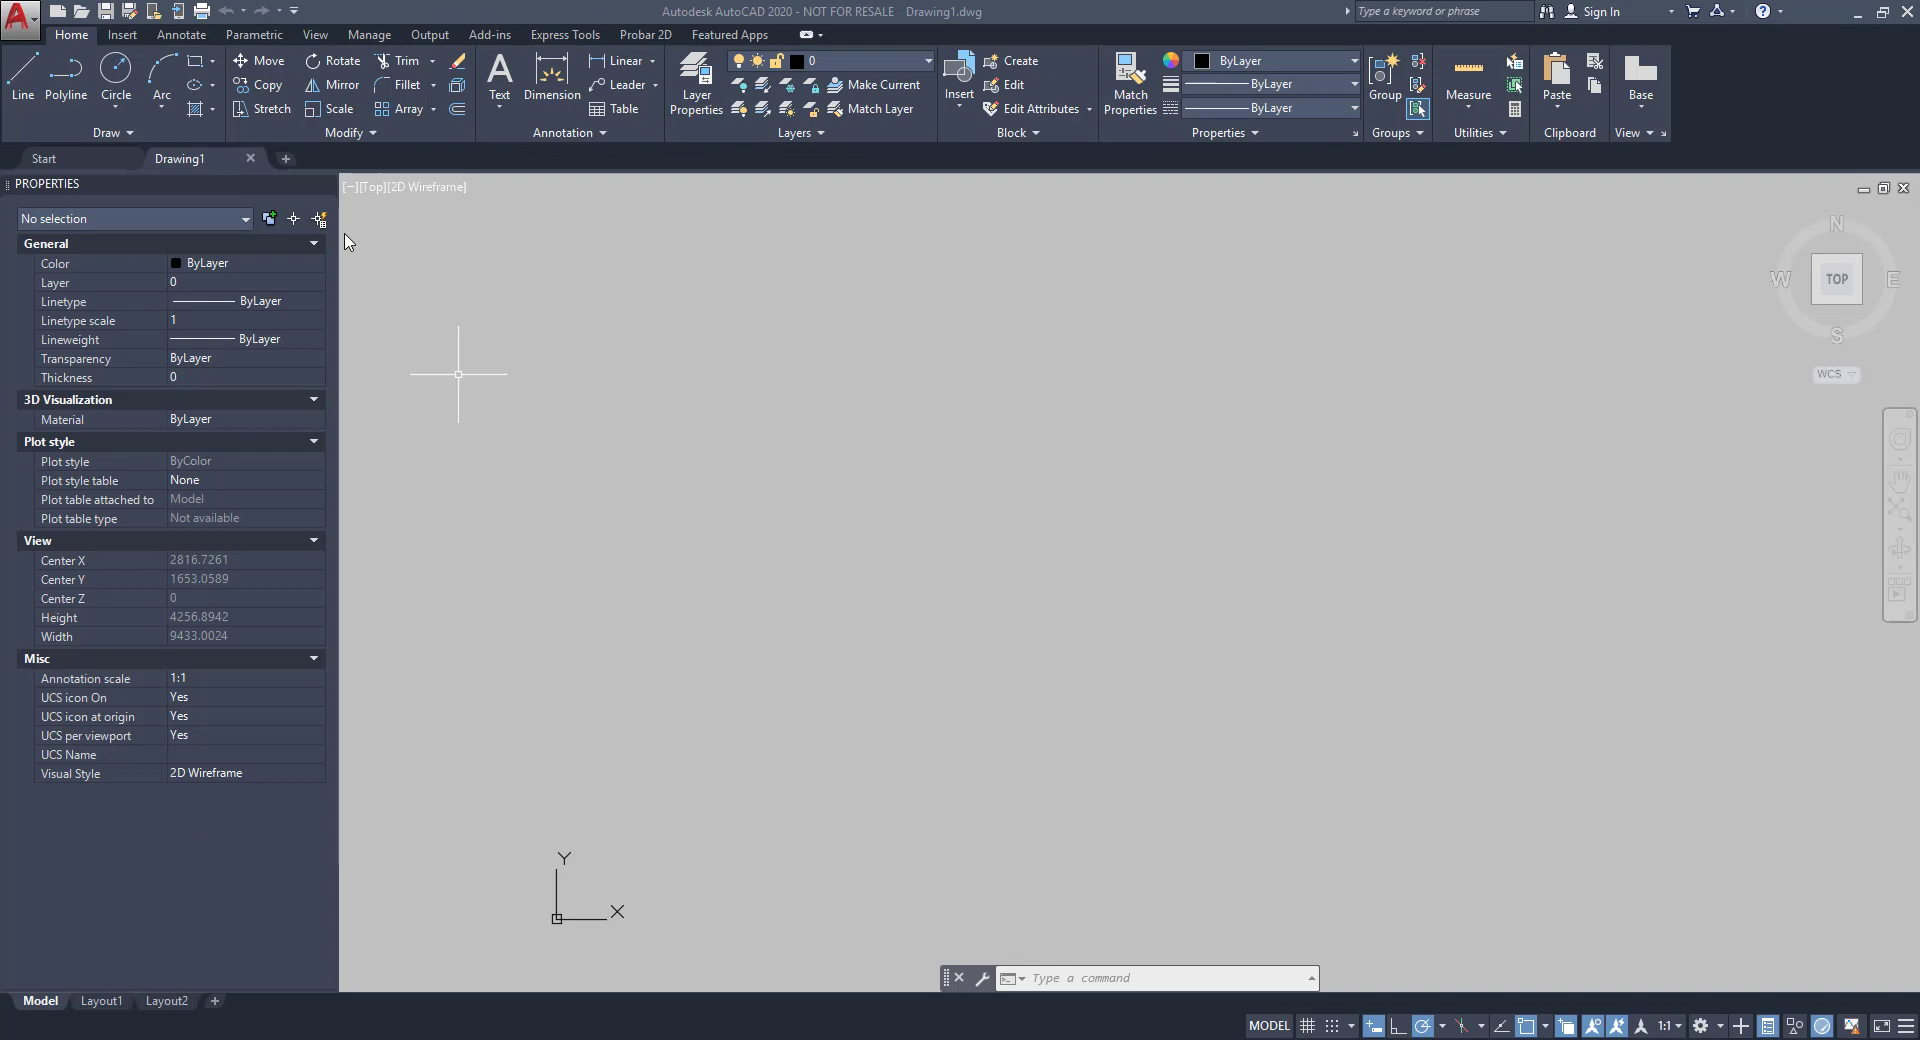 Autodesk AutoCAD 2020 - NOT FOR RESALE Drawing1.dwg
Type a keyword or phrase
Sign In
Home Insert Annotate Parametric View Manage Output Add-ins Express Tools Probar 2D Featured Apps
Line Polyline Circle Arc
Draw
Move Rotate Trim
Copy Mirror Fillet
Stretch Scale Array
Modify
Text Dimension
Linear
Leader
Table
Annotation
Layer Properties
0
Make Current
Match Layer
Layers
Insert
Create
Edit
Edit Attributes
Block
Match Properties
ByLayer
ByLayer
ByLayer
Properties
Group
Groups
Measure
Utilities
Paste
Clipboard
Base
View
Start Drawing1
PROPERTIES
No selection
General
Color ByLayer
Layer 0
Linetype ByLayer
Linetype scale 1
Lineweight ByLayer
Transparency ByLayer
Thickness 0
3D Visualization
Material ByLayer
Plot style
Plot style ByColor
Plot style table None
Plot table attached to Model
Plot table type Not available
View
Center X 2816.7261
Center Y 1653.0589
Center Z 0
Height 4256.8942
Width 9433.0024
Misc
Annotation scale 1:1
UCS icon On Yes
UCS icon at origin Yes
UCS per viewport Yes
UCS Name
Visual Style 2D Wireframe
[−][Top][2D Wireframe]
N
W TOP E
S
WCS
Y
X
Type a command
Model Layout1 Layout2
MODEL 1:1